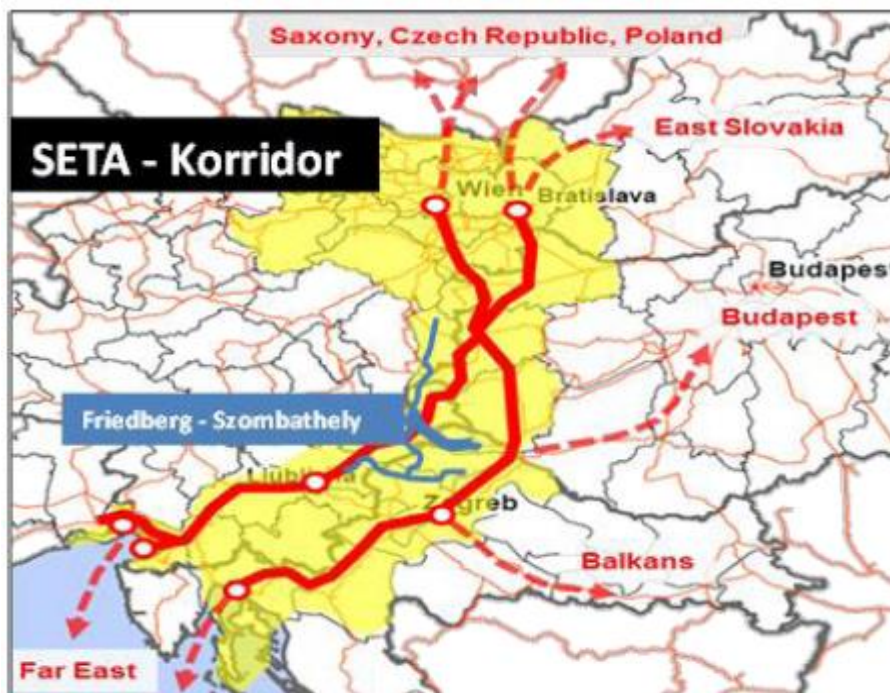 Saxony, Czech Republic, Poland
East Slovakia
SETA - Korridor
Wien
Bratislava
Budapest
Budapest
Friedberg - Szombathely
Ljubljana
Zagreb
Balkans
Far East